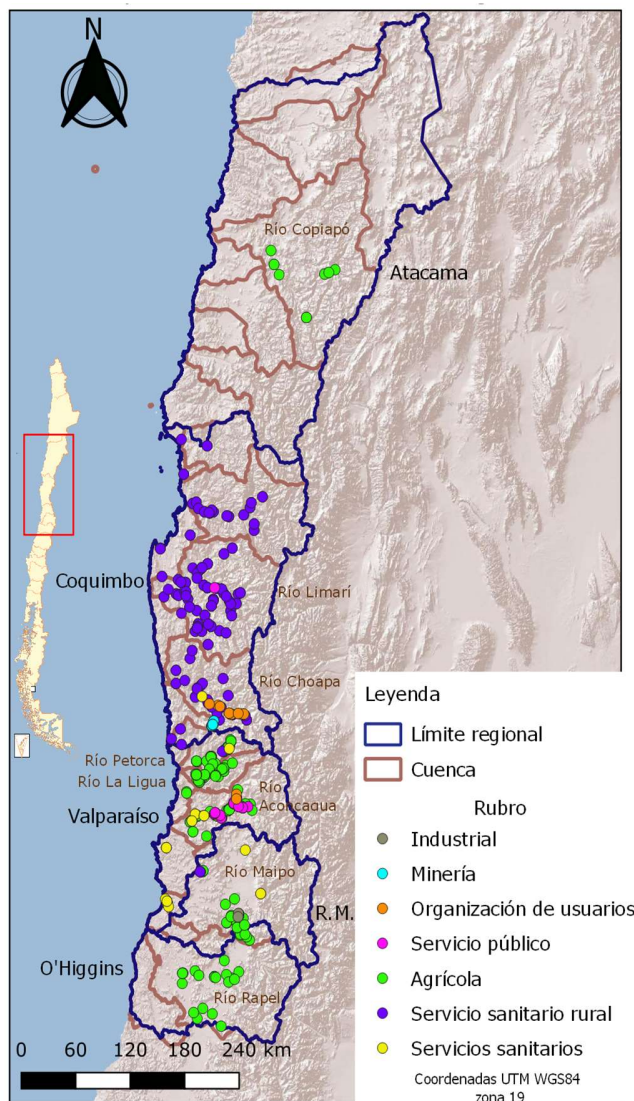 N
Río Copiapó
Atacama
Coquimbo
Río Limarí
Río Choapa
Río Petorca
Río La Ligua
Río
Aconcagua
Valparaíso
Río Maipo
R.M.
O'Higgins
Río Rapel
0 60 120 180 240 km
Leyenda
Límite regional
Cuenca
Rubro
Industrial
Minería
Organización de usuarios
Servicio público
Agrícola
Servicio sanitario rural
Servicios sanitarios
Coordenadas UTM WGS84
zona 19